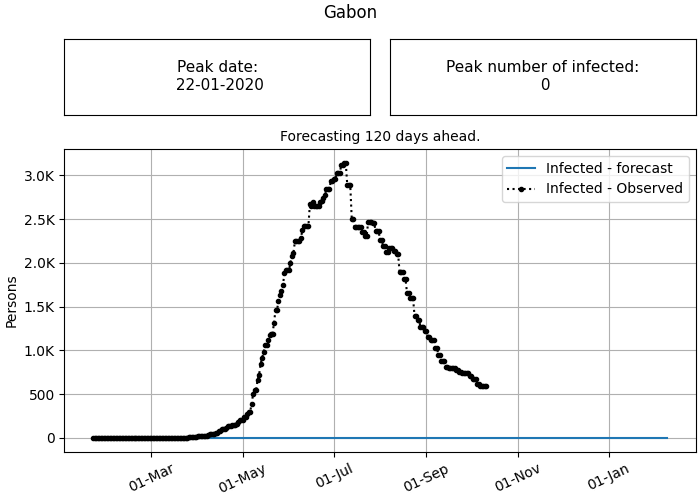 Gabon
Peak date:
22-01-2020
Peak number of infected:
0
Forecasting 120 days ahead.
Infected - forecast
Infected - Observed
3.0K
2.5K
2.0K
1.5K
1.0K
500
0
Persons
01-Mar
01-May
01-Jul
01-Sep
01-Nov
01-Jan